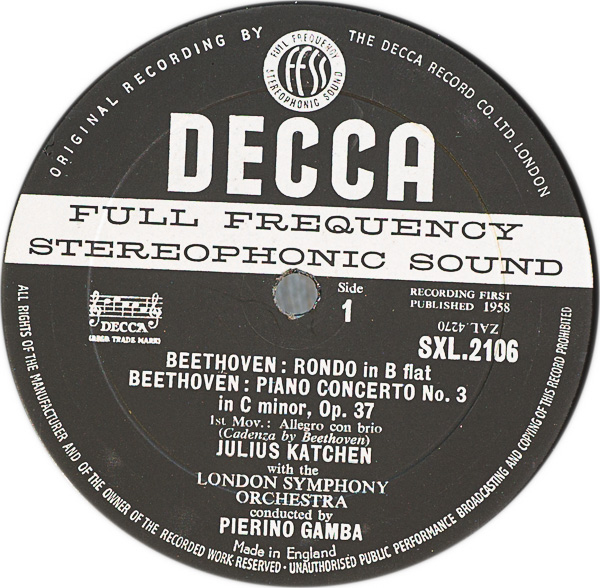 ORIGINAL RECORDING BY
THE DECCA RECORD CO. LTD. LONDON
FULL FREQUENCY
FFSS
STEREOPHONIC SOUND
DECCA
FULL FREQUENCY
STEREOPHONIC SOUND
Side
1
RECORDING FIRST
PUBLISHED 1958
ZAL.4270
SXL.2106
DECCA
(REGD TRADE MARK)
BEETHOVEN : RONDO in B flat
BEETHOVEN : PIANO CONCERTO No. 3
in C minor, Op. 37
1st Mov.: Allegro con brio
(Cadenza by Beethoven)
JULIUS KATCHEN
with the
LONDON SYMPHONY
ORCHESTRA
conducted by
PIERINO GAMBA
Made in England
ALL RIGHTS OF THE MANUFACTURER AND OF THE OWNER OF THE RECORDED WORK RESERVED · UNAUTHORISED PUBLIC PERFORMANCE BROADCASTING AND COPYING OF THIS RECORD PROHIBITED